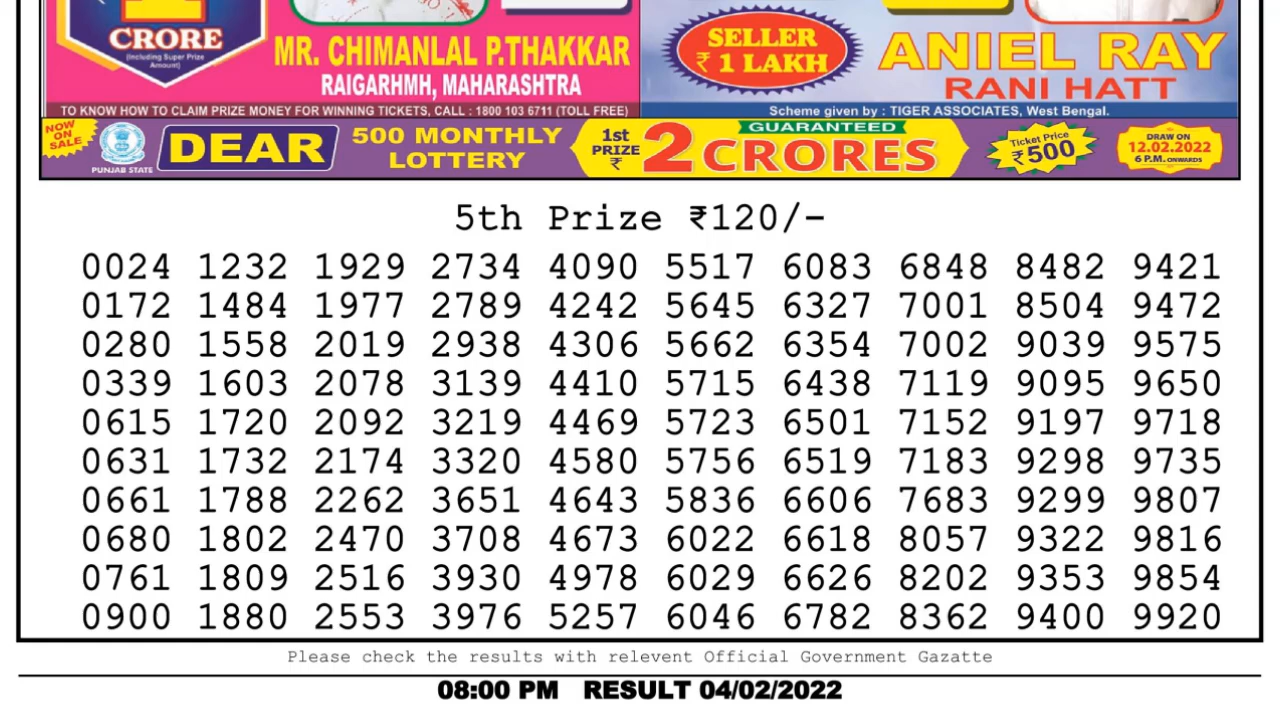 1
CRORE
(Including Super Prize
Amount)
MR. CHIMANLAL P.THAKKAR
RAIGARHMH, MAHARASHTRA
SELLER
₹ 1 LAKH
ANIEL RAY
RANI HATT
TO KNOW HOW TO CLAIM PRIZE MONEY FOR WINNING TICKETS, CALL : 1800 103 6711 (TOLL FREE)
Scheme given by : TIGER ASSOCIATES, West Bengal.
NOW
ON
SALE
PUNJAB STATE
DEAR
500 MONTHLY
LOTTERY
1st
PRIZE
₹
2
GUARANTEED
CRORES
Ticket Price
₹500
DRAW ON
12.02.2022
6 P.M. ONWARDS
5th Prize ₹120/-
0024 1232 1929 2734 4090 5517 6083 6848 8482 9421
0172 1484 1977 2789 4242 5645 6327 7001 8504 9472
0280 1558 2019 2938 4306 5662 6354 7002 9039 9575
0339 1603 2078 3139 4410 5715 6438 7119 9095 9650
0615 1720 2092 3219 4469 5723 6501 7152 9197 9718
0631 1732 2174 3320 4580 5756 6519 7183 9298 9735
0661 1788 2262 3651 4643 5836 6606 7683 9299 9807
0680 1802 2470 3708 4673 6022 6618 8057 9322 9816
0761 1809 2516 3930 4978 6029 6626 8202 9353 9854
0900 1880 2553 3976 5257 6046 6782 8362 9400 9920
Please check the results with relevent Official Government Gazatte
08:00 PM RESULT 04/02/2022